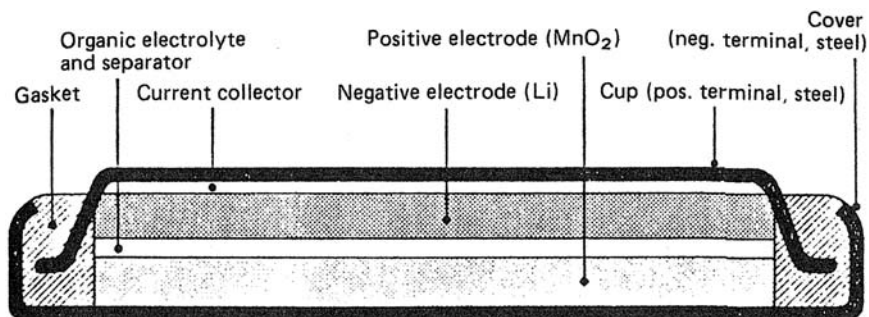 Cover
(neg. terminal, steel)
Organic electrolyte
and separator
Positive electrode (MnO₂)
Gasket
Current collector
Negative electrode (Li)
Cup (pos. terminal, steel)